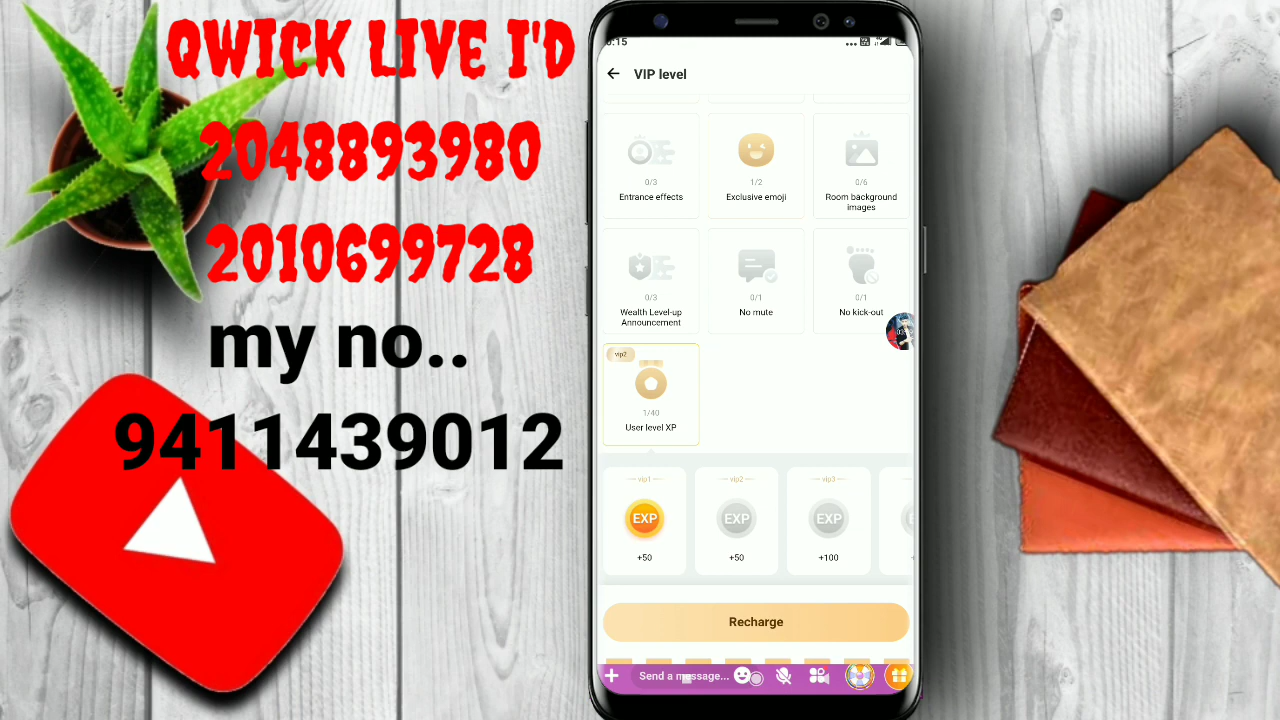 QWICK LIVE I'D
2048893980
2010699728
my no..
9411439012
:15
VIP level
0/3
Entrance effects
1/2
Exclusive emoji
0/6
Room background
images
0/3
Wealth Level-up
Announcement
0/1
No mute
0/1
No kick-out
vip2
1/40
User level XP
vip1
EXP
+50
vip2
EXP
+50
vip3
EXP
+100
Recharge
Send a message...